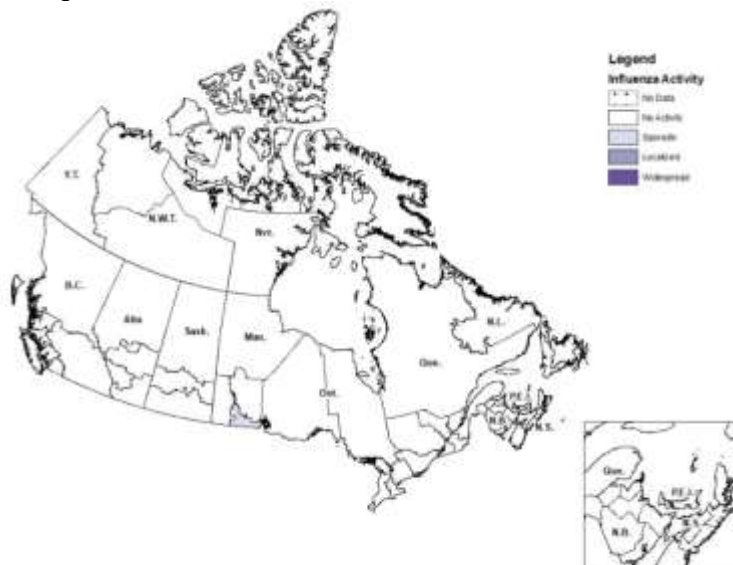 Legend
Influenza Activity
No Data
No Activity
Sporadic
Localized
Widespread
Y.T.
N.W.T.
Nvt.
B.C.
Alta
Sask.
Man.
Ont.
Que.
N.L.
P.E.I.
N.B.
N.S.
Que.
P.E.I.
N.S.
N.B.